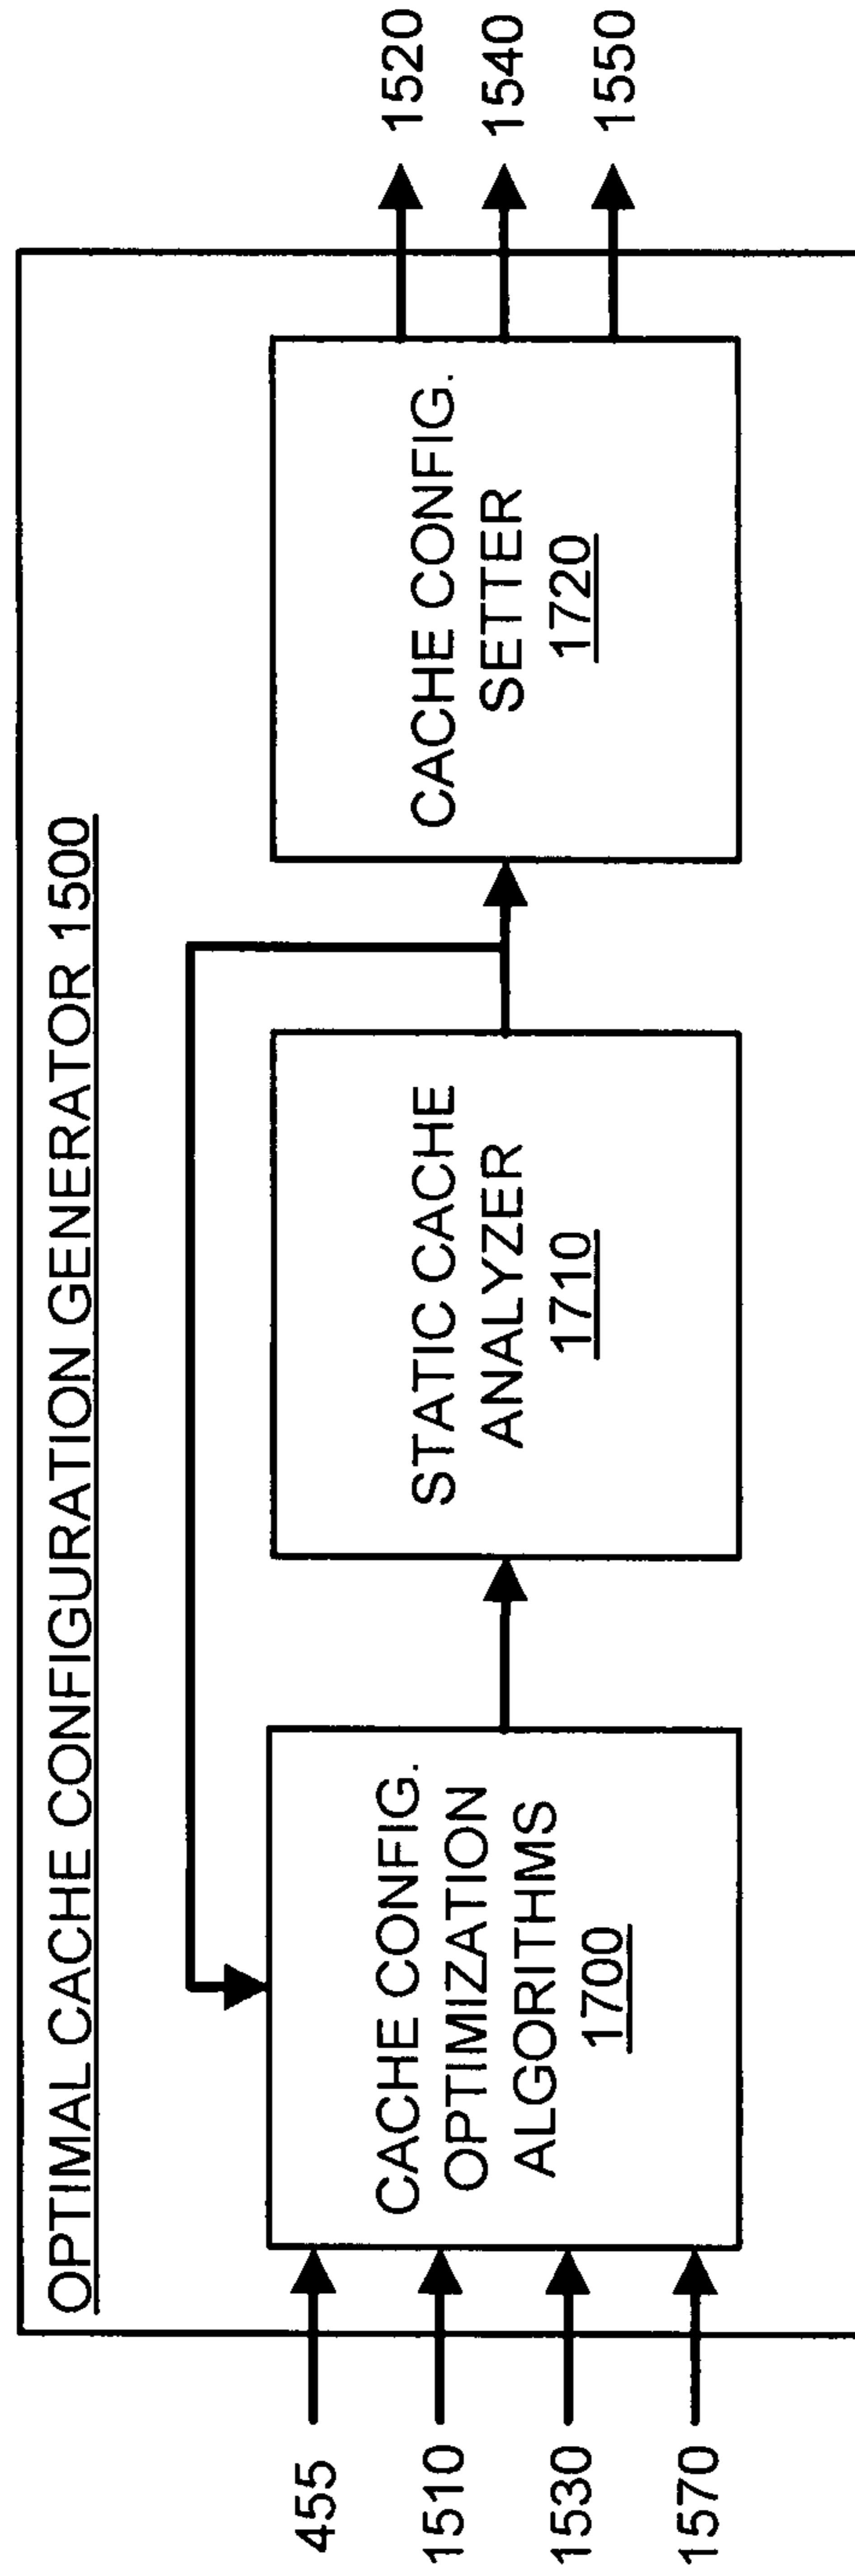 OPTIMAL CACHE CONFIGURATION GENERATOR 1500
455
1510
1530
1570
CACHE CONFIG.
OPTIMIZATION
ALGORITHMS
1700
STATIC CACHE
ANALYZER
1710
CACHE CONFIG.
SETTER
1720
1520
1540
1550